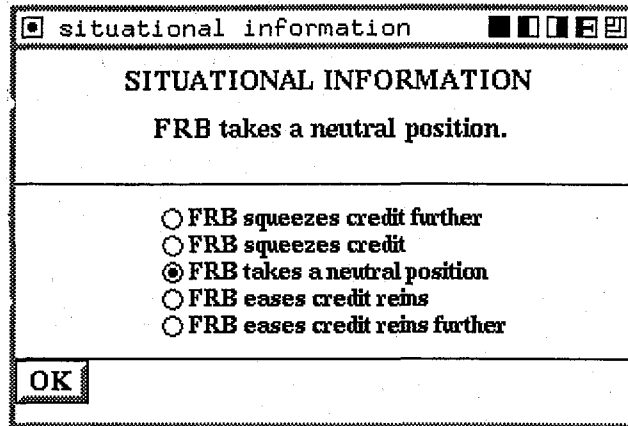 situational information
SITUATIONAL INFORMATION
FRB takes a neutral position.
FRB squeezes credit further
FRB squeezes credit
FRB takes a neutral position
FRB eases credit reins
FRB eases credit reins further
OK